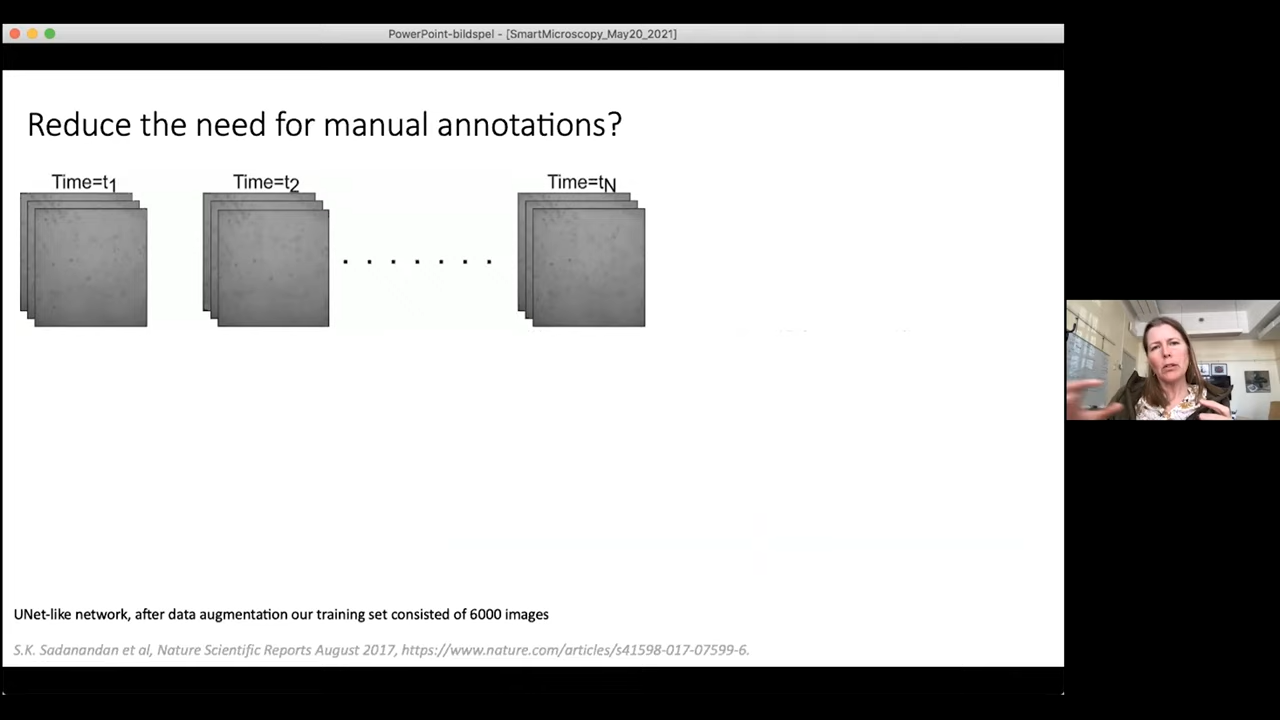 PowerPoint-bildspel - [SmartMicroscopy_May20_2021]
Reduce the need for manual annotations?
Time=t1
Time=t2
Time=tN
. . . . . . .
UNet-like network, after data augmentation our training set consisted of 6000 images
S.K. Sadanandan et al, Nature Scientific Reports August 2017, https://www.nature.com/articles/s41598-017-07599-6.